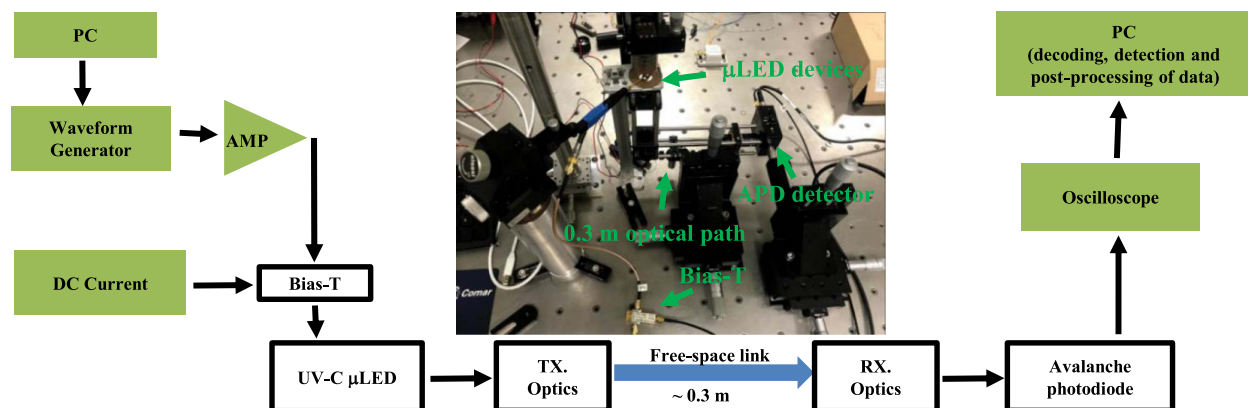 PC
Waveform
Generator
AMP
DC Current
Bias-T
UV-C μLED
TX.
Optics
Free-space link
~ 0.3 m
RX.
Optics
Avalanche
photodiode
Oscilloscope
PC
(decoding, detection and
post-processing of data)
μLED devices
APD detector
0.3 m optical path
Bias-T
Comar